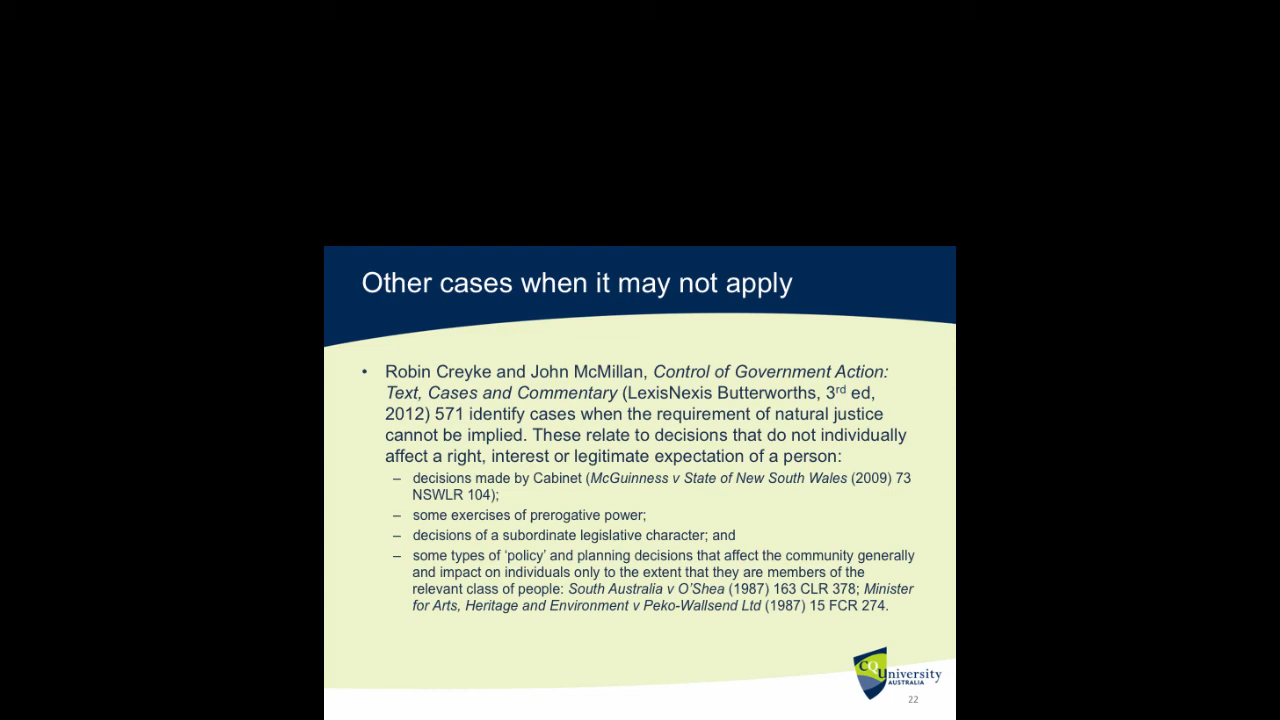 Other cases when it may not apply
• Robin Creyke and John McMillan, Control of Government Action:
Text, Cases and Commentary (LexisNexis Butterworths, 3rd ed,
2012) 571 identify cases when the requirement of natural justice
cannot be implied. These relate to decisions that do not individually
affect a right, interest or legitimate expectation of a person:
– decisions made by Cabinet (McGuinness v State of New South Wales (2009) 73
NSWLR 104);
– some exercises of prerogative power;
– decisions of a subordinate legislative character; and
– some types of ‘policy’ and planning decisions that affect the community generally
and impact on individuals only to the extent that they are members of the
relevant class of people: South Australia v O’Shea (1987) 163 CLR 378; Minister
for Arts, Heritage and Environment v Peko-Wallsend Ltd (1987) 15 FCR 274.
CQUniversity
AUSTRALIA
22